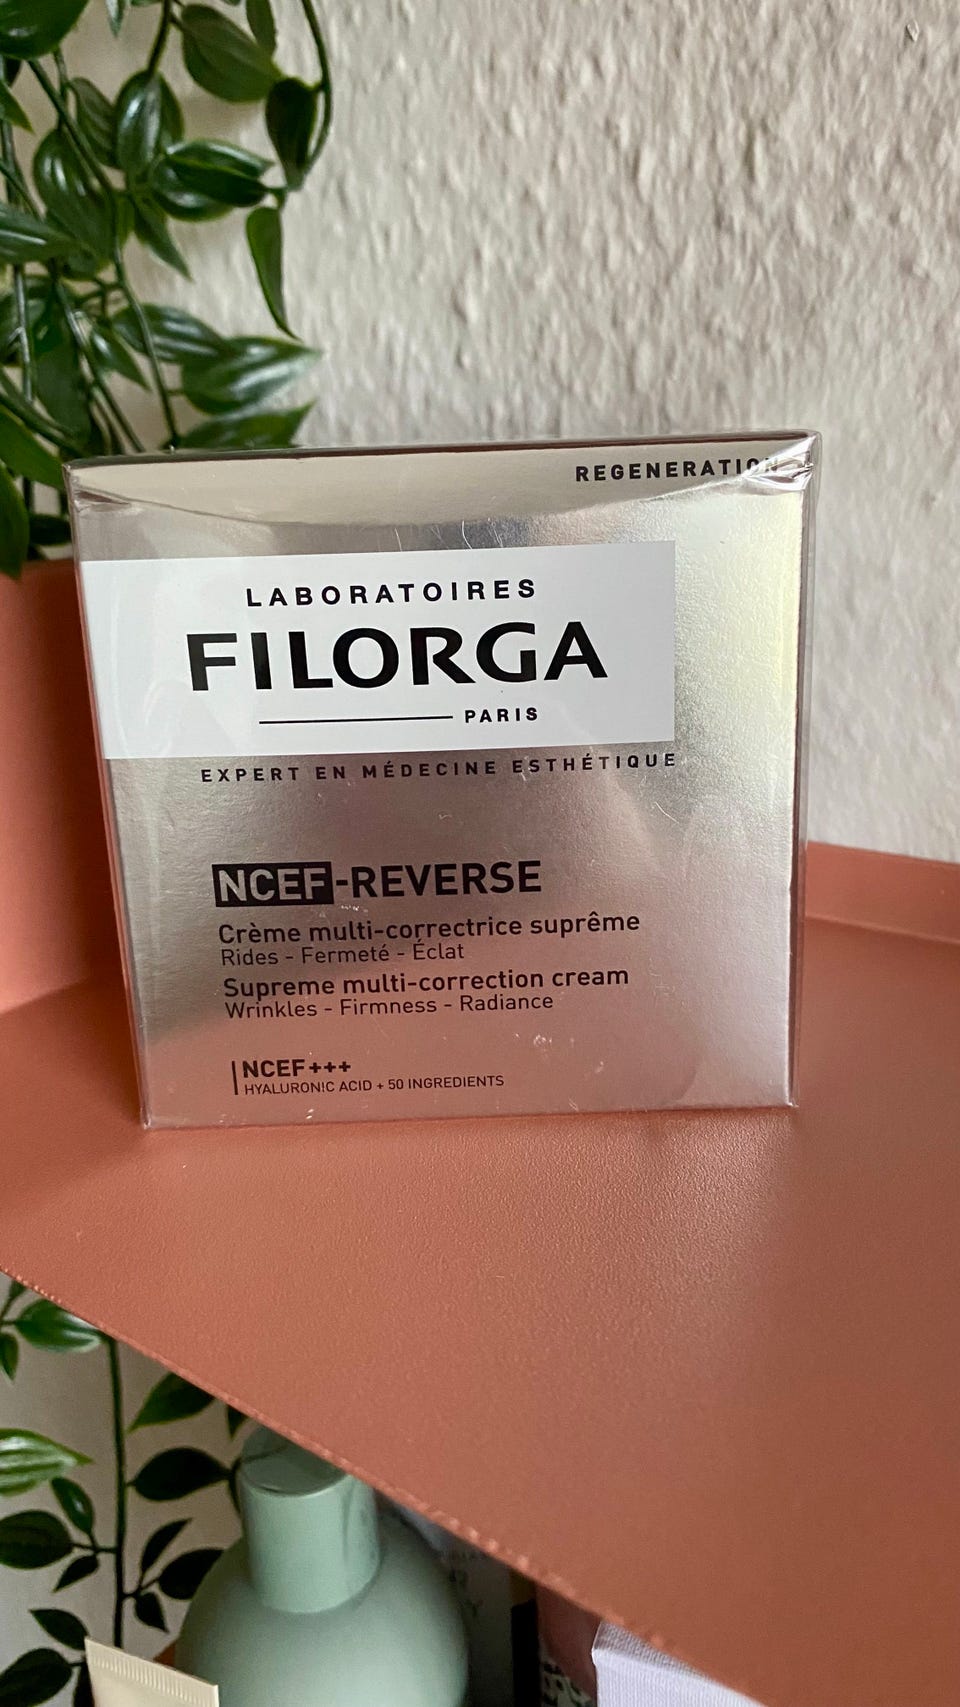 REGENERATION
LABORATOIRES
FILORGA
PARIS
EXPERT EN MÉDECINE ESTHÉTIQUE
NCEF-REVERSE
Crème multi-correctrice suprême
Rides - Fermeté - Éclat
Supreme multi-correction cream
Wrinkles - Firmness - Radiance
NCEF+++
HYALURONIC ACID + 50 INGREDIENTS